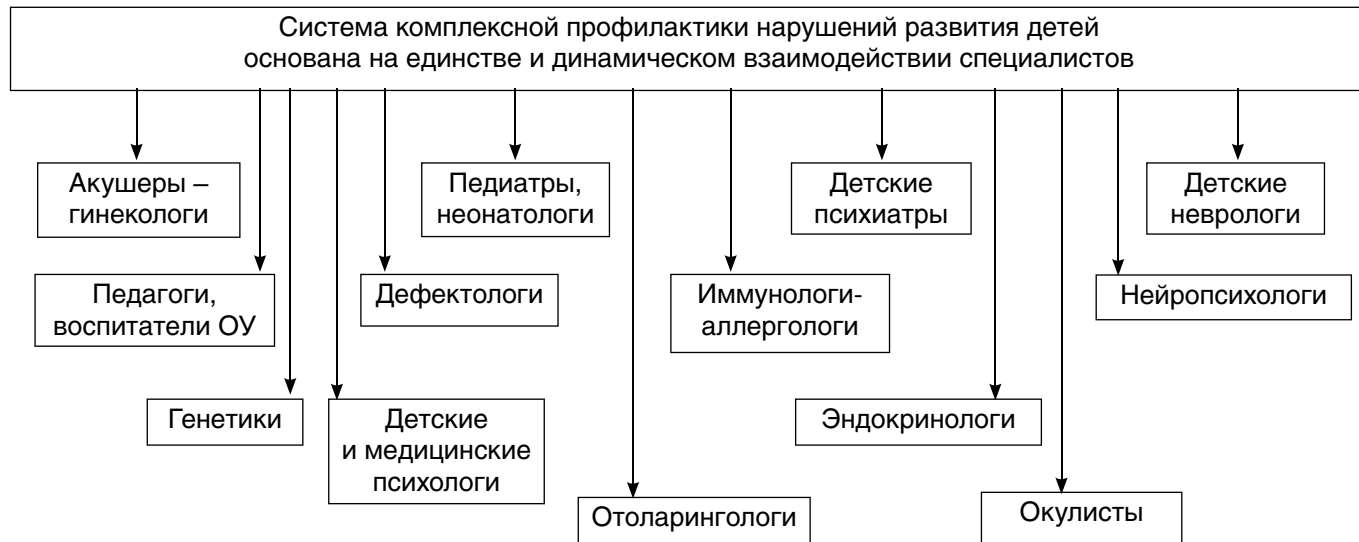 Система комплексной профилактики нарушений развития детей
основана на единстве и динамическом взаимодействии специалистов
Акушеры –
гинекологи
Педиатры,
неонатологи
Детские
психиатры
Детские
неврологи
Педагоги,
воспитатели ОУ
Дефектологи
Иммунологи-
аллергологи
Нейропсихологи
Генетики
Детские
и медицинские
психологи
Эндокринологи
Отоларингологи
Окулисты